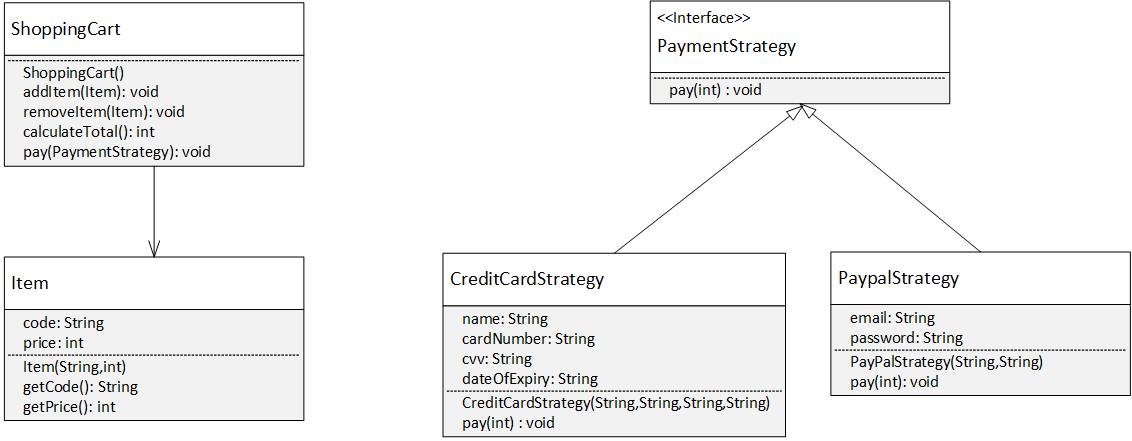 ShoppingCart
ShoppingCart()
addItem(Item): void
removeItem(Item): void
calculateTotal(): int
pay(PaymentStrategy): void
<<Interface>>
PaymentStrategy
pay(int) : void
Item
code: String
price: int
Item(String,int)
getCode(): String
getPrice(): int
CreditCardStrategy
name: String
cardNumber: String
cvv: String
dateOfExpiry: String
CreditCardStrategy(String,String,String,String)
pay(int) : void
PaypalStrategy
email: String
password: String
PayPalStrategy(String,String)
pay(int): void